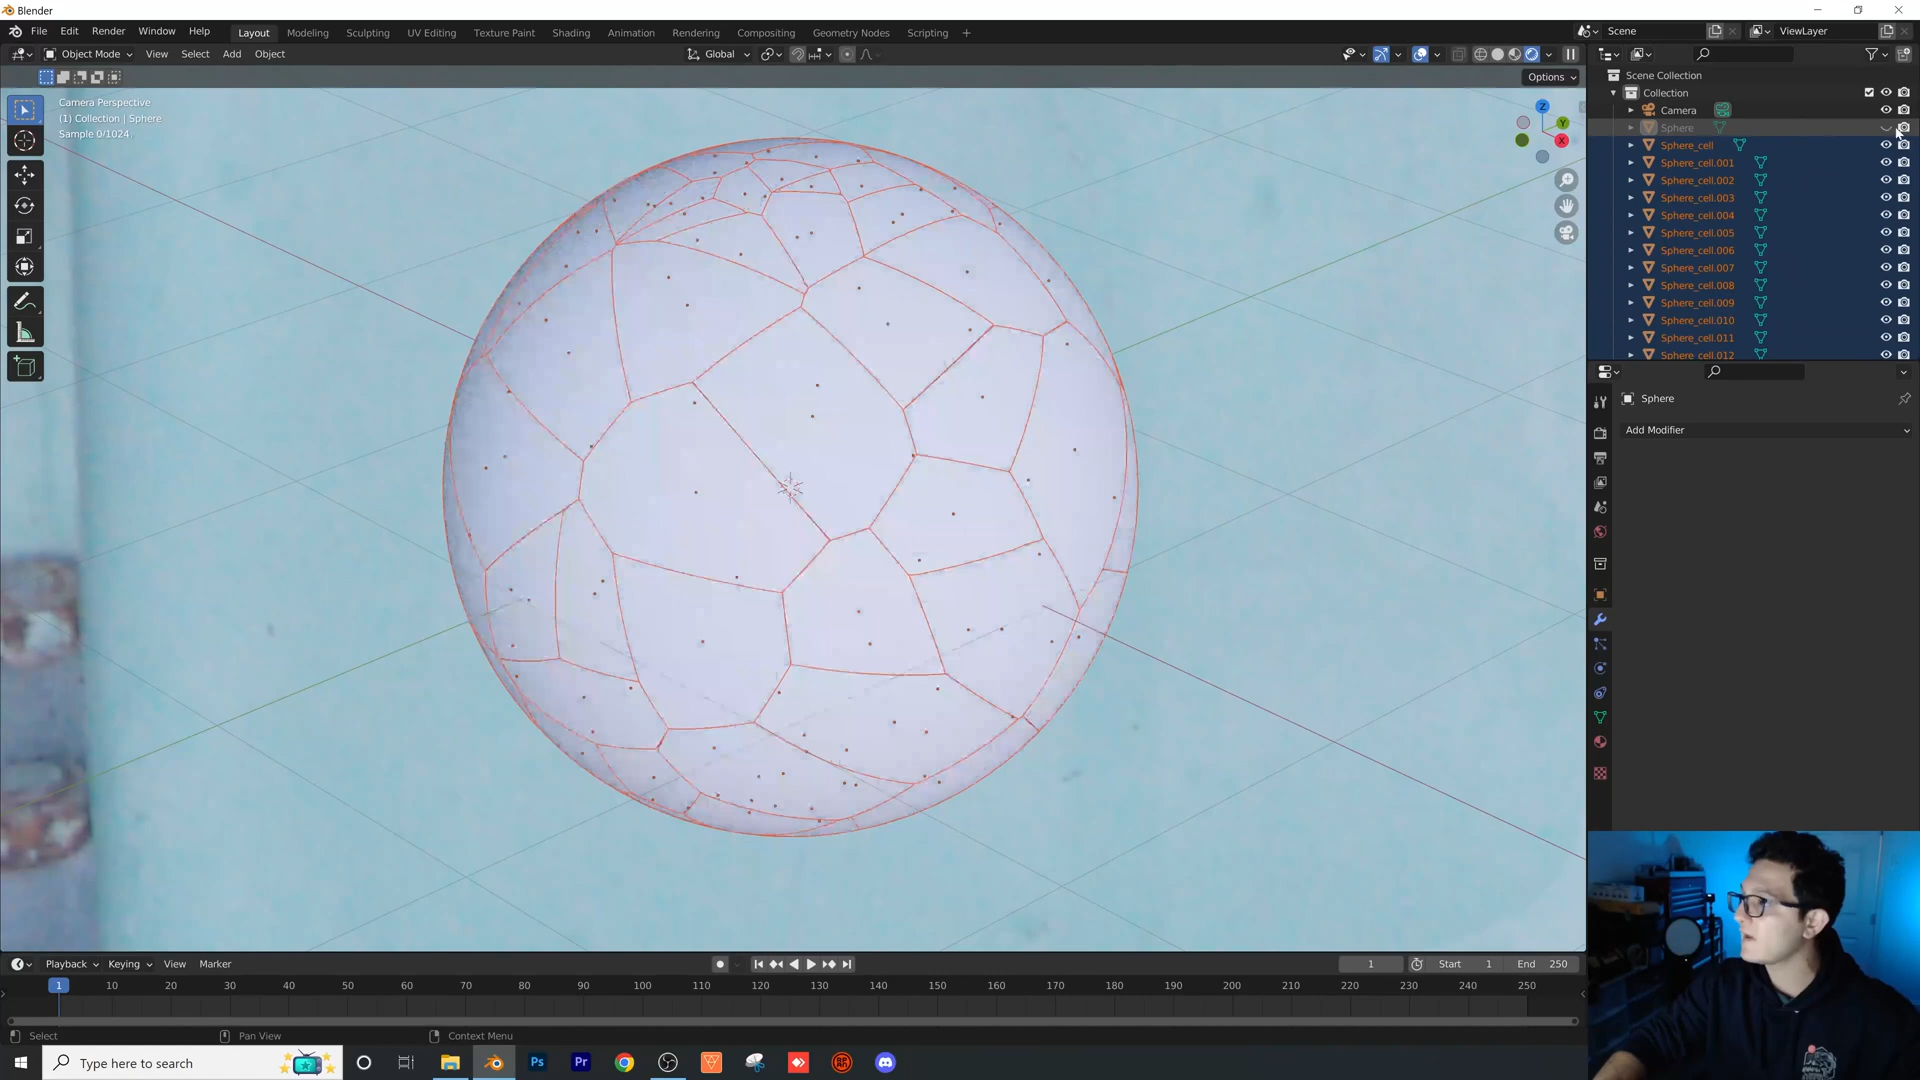 Blender
File Edit Render Window Help Layout Modeling Sculpting UV Editing Texture Paint Shading Animation Rendering Compositing Geometry Nodes Scripting + Scene ViewLayer
Object Mode View Select Add Object Global
Options
Camera Perspective
(1) Collection | Sphere
Sample 0/1024
Z
Y
X
Scene Collection
Collection
Camera
Sphere
Sphere_cell
Sphere_cell.001
Sphere_cell.002
Sphere_cell.003
Sphere_cell.004
Sphere_cell.005
Sphere_cell.006
Sphere_cell.007
Sphere_cell.008
Sphere_cell.009
Sphere_cell.010
Sphere_cell.011
Sphere_cell.012
Sphere
Add Modifier
Playback Keying View Marker 1 Start 1 End 250
1 10 20 30 40 50 60 70 80 90 100 110 120 130 140 150 160 170 180 190 200 210 220 230 240 250
Select Pan View Context Menu
Type here to search Ps Pr